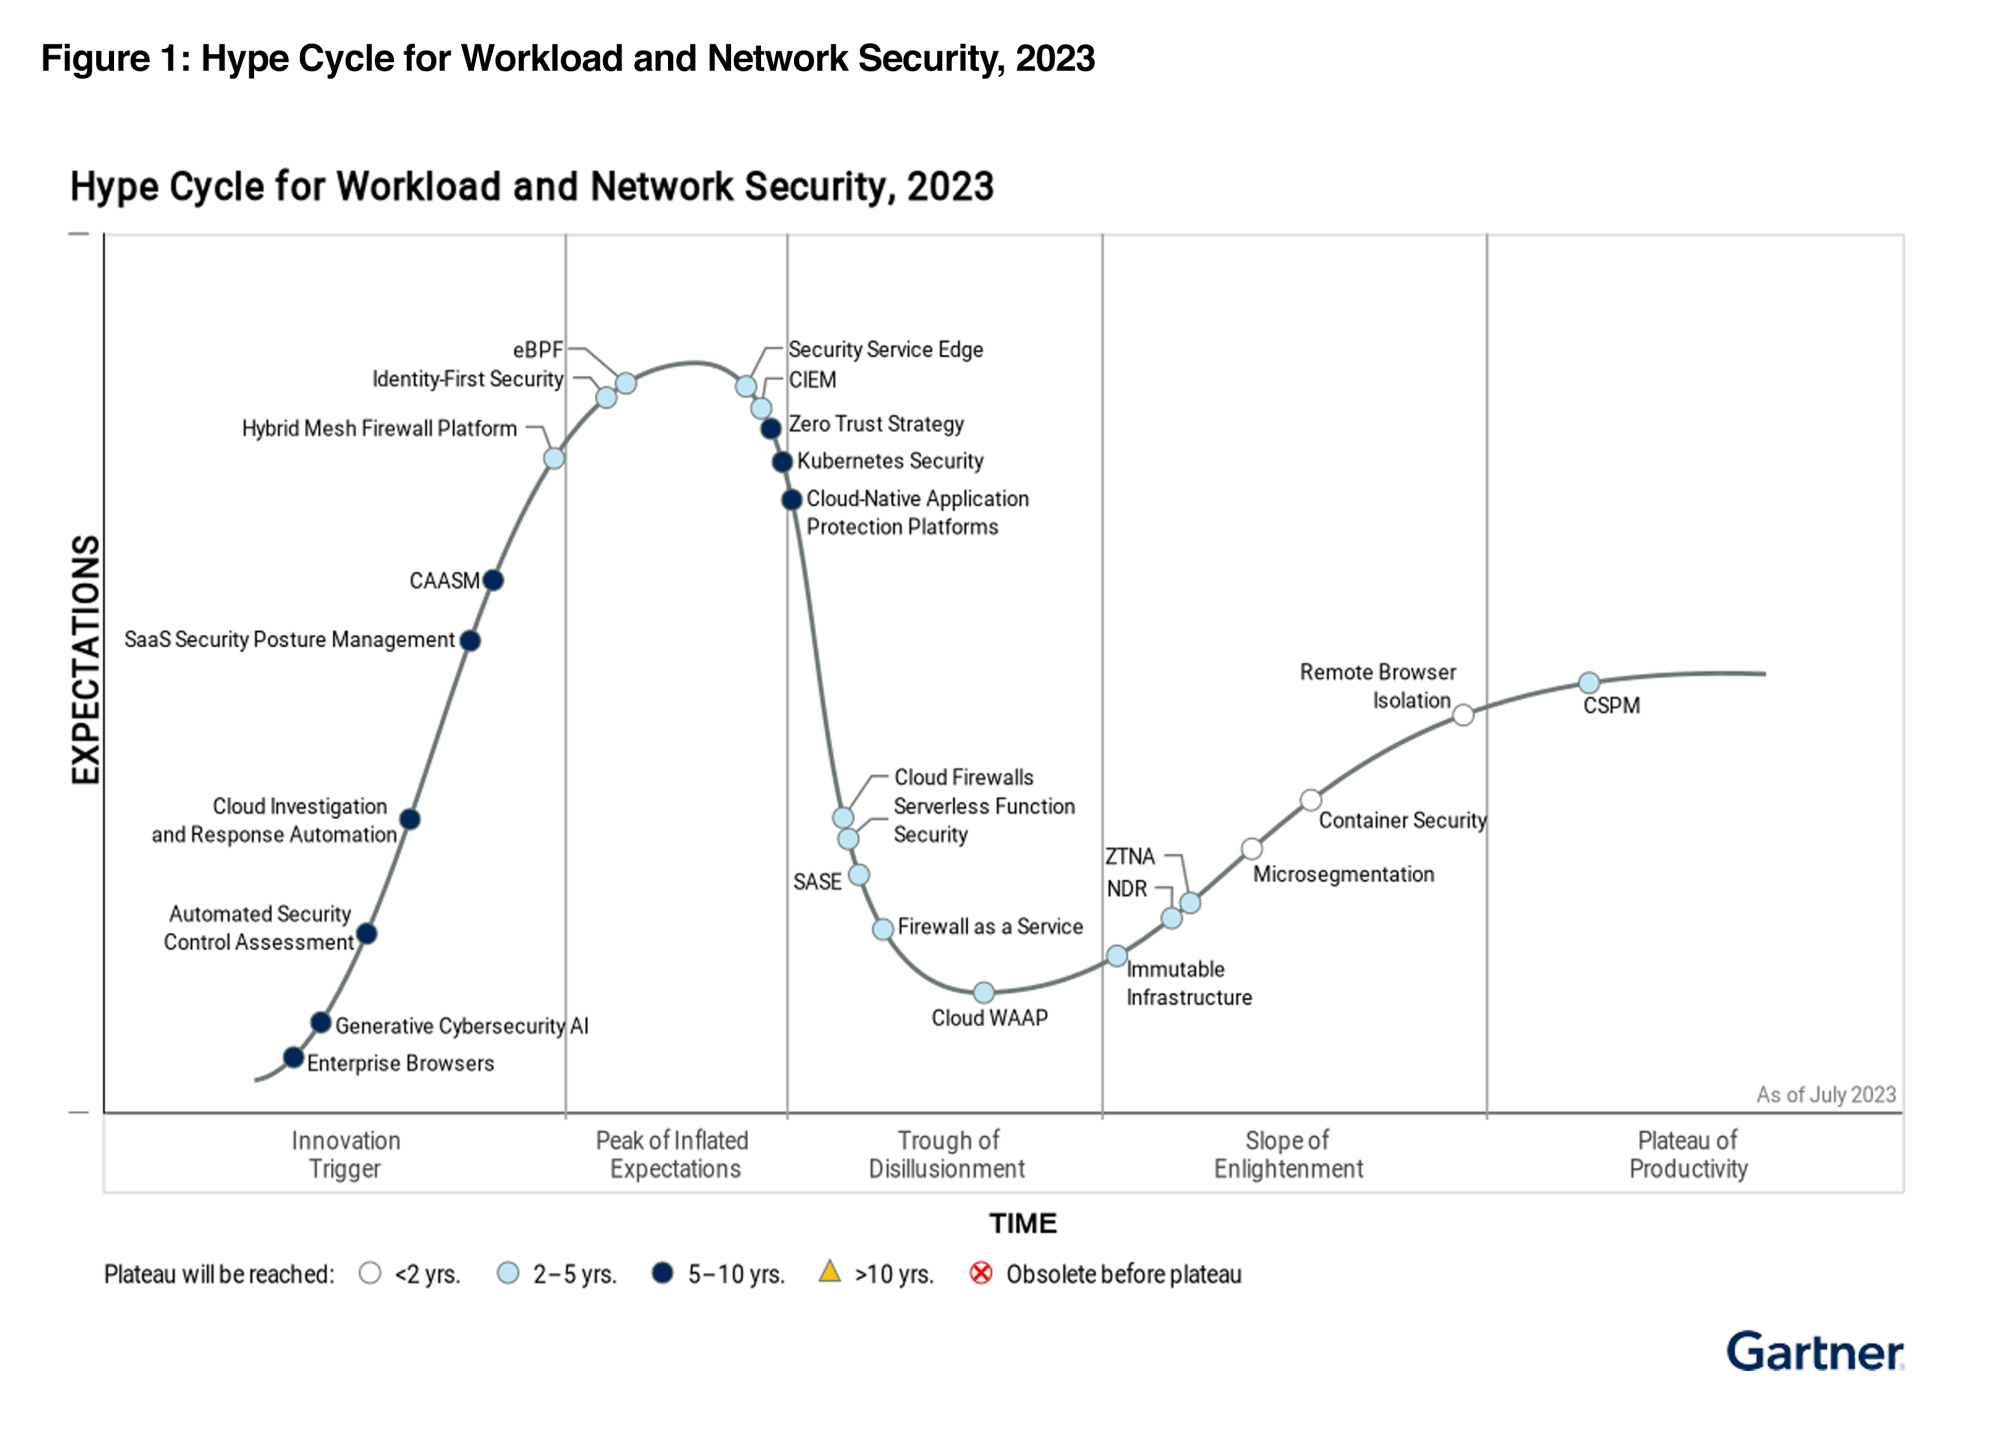 Figure 1: Hype Cycle for Workload and Network Security, 2023
Hype Cycle for Workload and Network Security, 2023
EXPECTATIONS
eBPF
Identity-First Security
Hybrid Mesh Firewall Platform
CAASM
SaaS Security Posture Management
Cloud Investigation
and Response Automation
Automated Security
Control Assessment
Generative Cybersecurity AI
Enterprise Browsers
Security Service Edge
CIEM
Zero Trust Strategy
Kubernetes Security
Cloud-Native Application
Protection Platforms
Cloud Firewalls
Serverless Function
Security
SASE
Firewall as a Service
Cloud WAAP
ZTNA
NDR
Immutable
Infrastructure
Microsegmentation
Container Security
Remote Browser
Isolation
CSPM
As of July 2023
Innovation
Trigger
Peak of Inflated
Expectations
Trough of
Disillusionment
Slope of
Enlightenment
Plateau of
Productivity
TIME
Plateau will be reached: <2 yrs. 2–5 yrs. 5–10 yrs. >10 yrs. Obsolete before plateau
Gartner